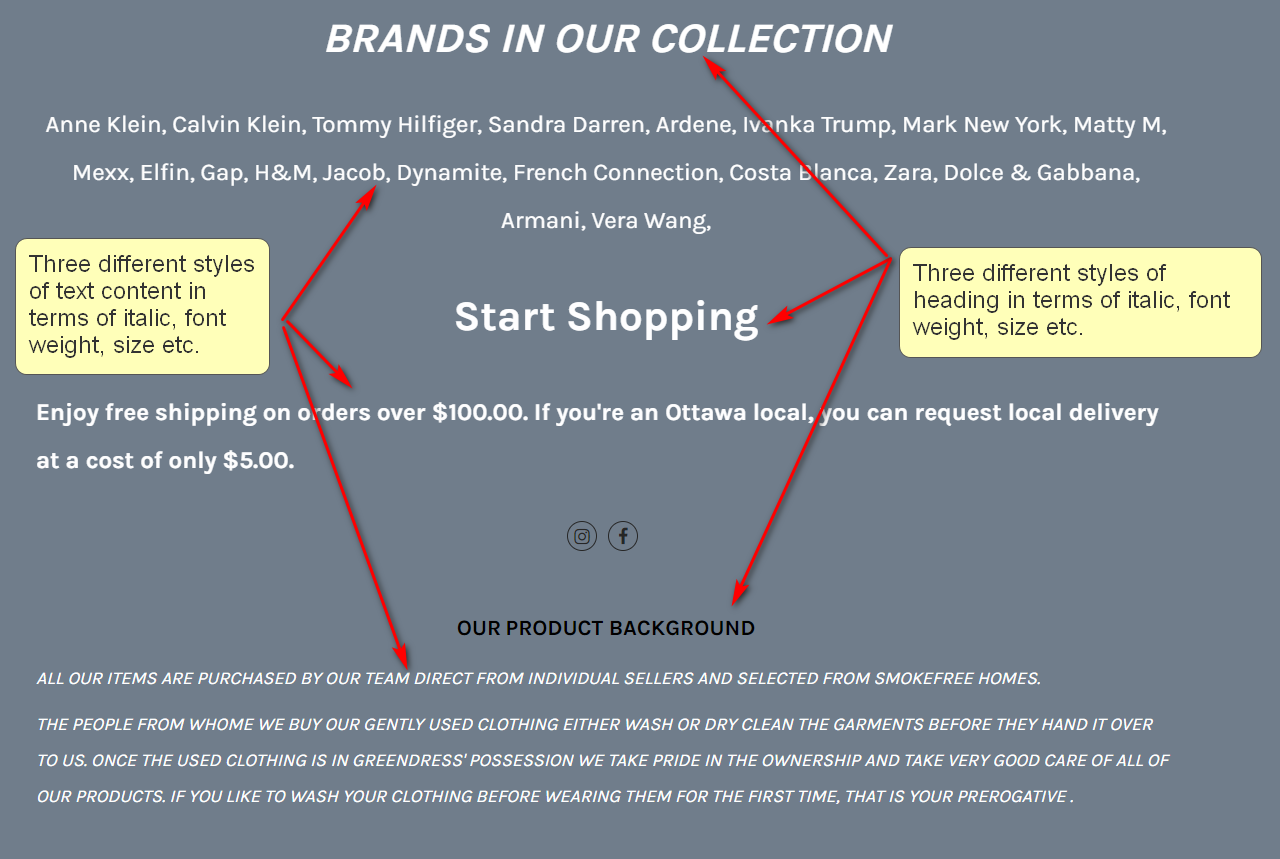 BRANDS IN OUR COLLECTION
Anne Klein, Calvin Klein, Tommy Hilfiger, Sandra Darren, Ardene, Ivanka Trump, Mark New York, Matty M,
Mexx, Elfin, Gap, H&M, Jacob, Dynamite, French Connection, Costa Blanca, Zara, Dolce & Gabbana,
Armani, Vera Wang,
Three different styles
of text content in
terms of italic, font
weight, size etc.
Three different styles of
heading in terms of italic, font
weight, size etc.
Start Shopping
Enjoy free shipping on orders over $100.00. If you're an Ottawa local, you can request local delivery
at a cost of only $5.00.
OUR PRODUCT BACKGROUND
ALL OUR ITEMS ARE PURCHASED BY OUR TEAM DIRECT FROM INDIVIDUAL SELLERS AND SELECTED FROM SMOKEFREE HOMES.
THE PEOPLE FROM WHOME WE BUY OUR GENTLY USED CLOTHING EITHER WASH OR DRY CLEAN THE GARMENTS BEFORE THEY HAND IT OVER
TO US. ONCE THE USED CLOTHING IS IN GREENDRESS' POSSESSION WE TAKE PRIDE IN THE OWNERSHIP AND TAKE VERY GOOD CARE OF ALL OF
OUR PRODUCTS. IF YOU LIKE TO WASH YOUR CLOTHING BEFORE WEARING THEM FOR THE FIRST TIME, THAT IS YOUR PREROGATIVE .